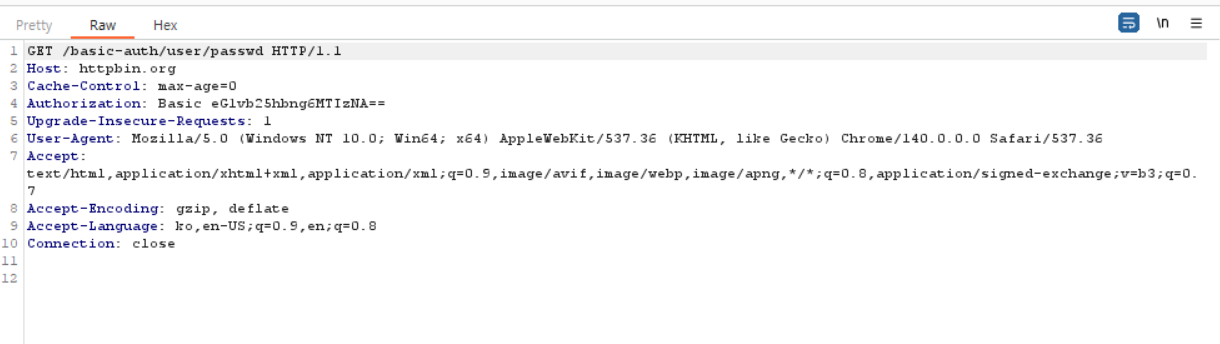 Pretty Raw Hex \n
1 GET /basic-auth/user/passwd HTTP/1.1
2 Host: httpbin.org
3 Cache-Control: max-age=0
4 Authorization: Basic eG1vb25hbng6MTIzNA==
5 Upgrade-Insecure-Requests: 1
6 User-Agent: Mozilla/5.0 (Windows NT 10.0; Win64; x64) AppleWebKit/537.36 (KHTML, like Gecko) Chrome/140.0.0.0 Safari/537.36
7 Accept:
text/html,application/xhtml+xml,application/xml;q=0.9,image/avif,image/webp,image/apng,*/*;q=0.8,application/signed-exchange;v=b3;q=0.
7
8 Accept-Encoding: gzip, deflate
9 Accept-Language: ko,en-US;q=0.9,en;q=0.8
10 Connection: close
11
12